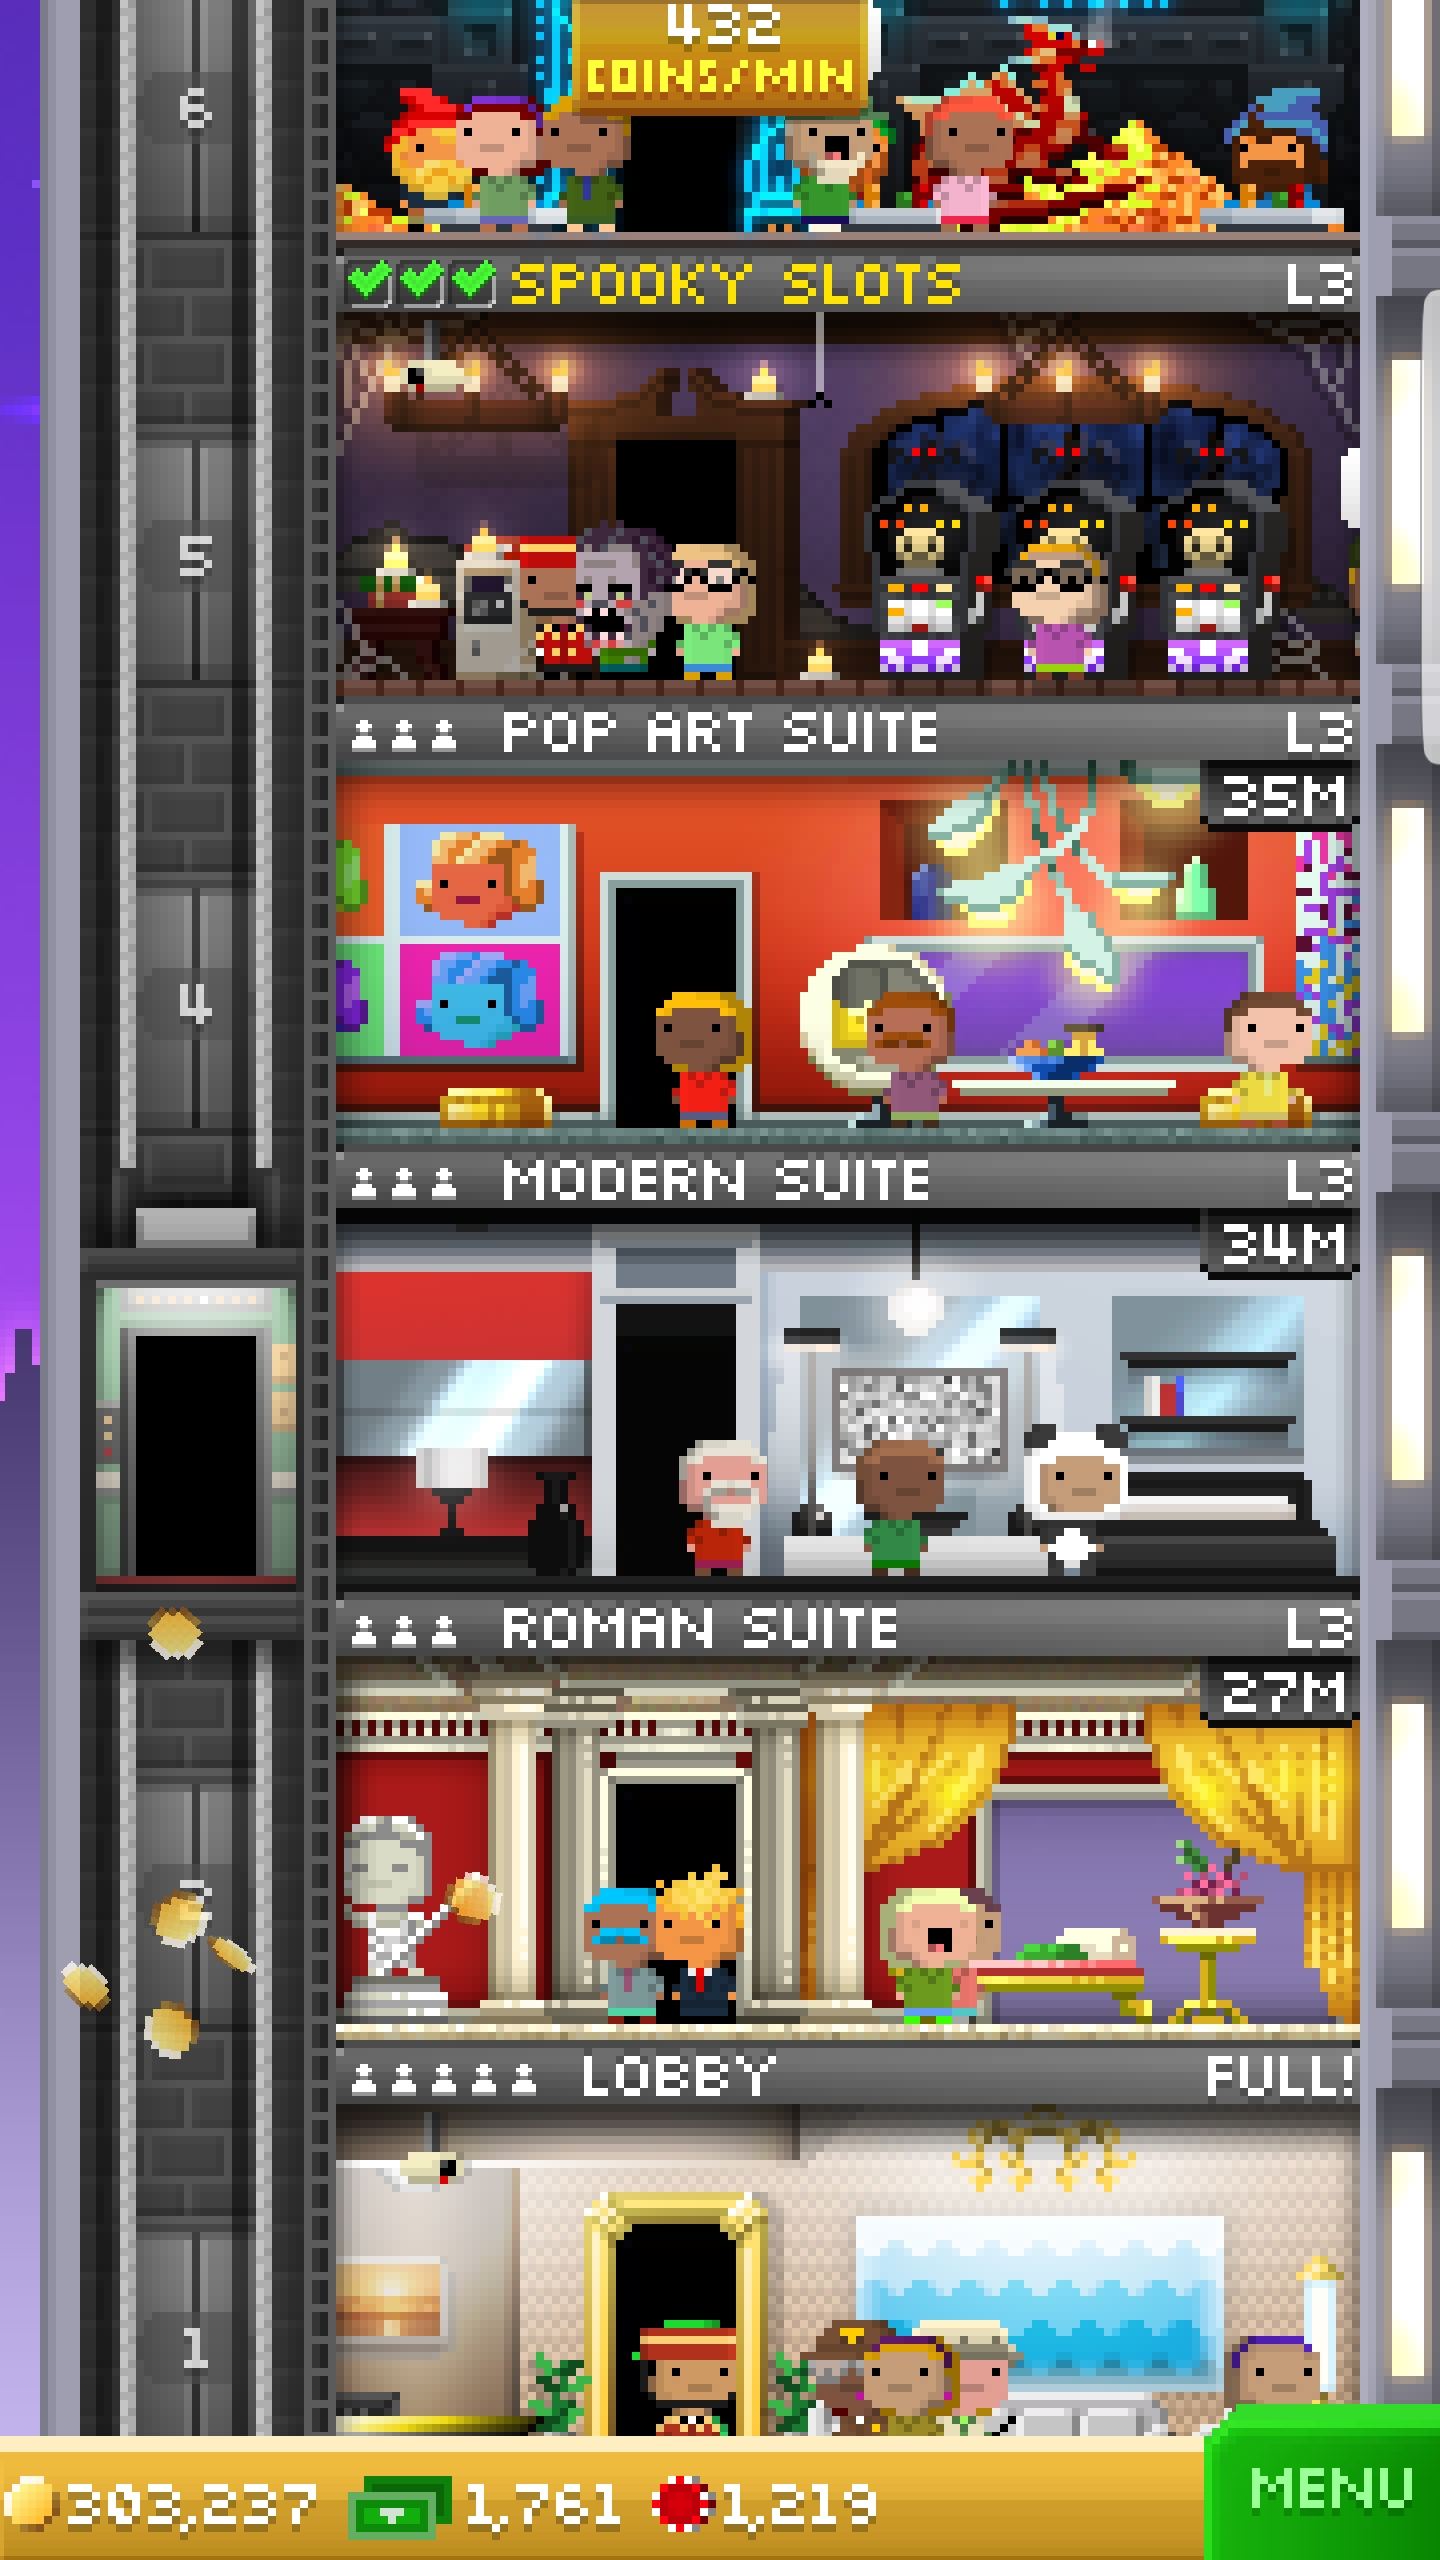 432
COINS/MIN
6
SPOOKY SLOTS L3
5
POP ART SUITE L3
35M
4
MODERN SUITE L3
34M
ROMAN SUITE L3
27M
LOBBY FULL!
1
303,237 1,761 1,219 MENU